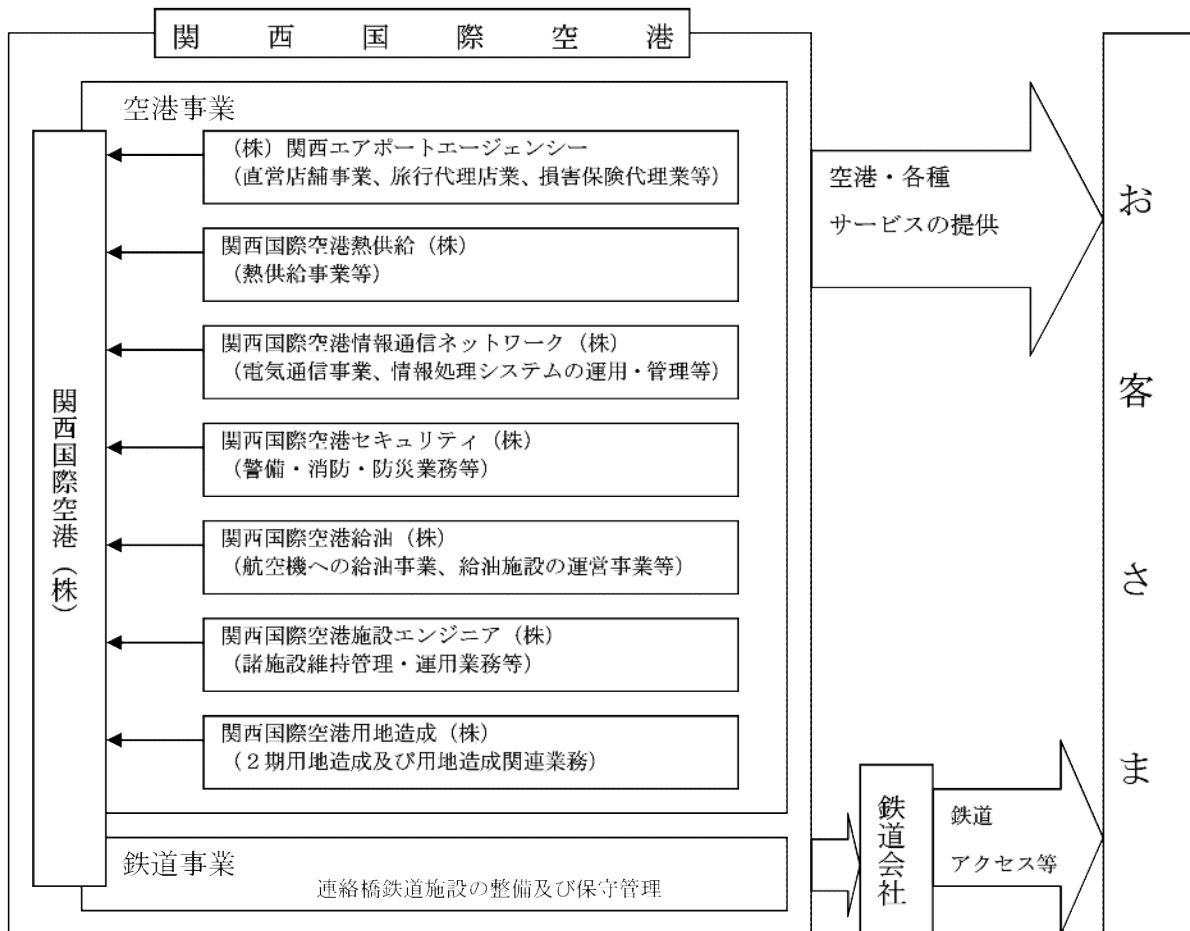 関西国際空港
空港事業
(株)関西エアポートエージェンシー
(直営店舗事業、旅行代理店業、損害保険代理業等)
関西国際空港熱供給(株)
(熱供給事業等)
関西国際空港情報通信ネットワーク(株)
(電気通信事業、情報処理システムの運用・管理等)
関西国際空港セキュリティ(株)
(警備・消防・防災業務等)
関西国際空港給油(株)
(航空機への給油事業、給油施設の運営事業等)
関西国際空港施設エンジニア(株)
(諸施設維持管理・運用業務等)
関西国際空港用地造成(株)
(2期用地造成及び用地造成関連業務)
関西国際空港(株)
鉄道事業
連絡橋鉄道施設の整備及び保守管理
空港・各種
サービスの提供
鉄道会社
鉄道
アクセス等
お客さま